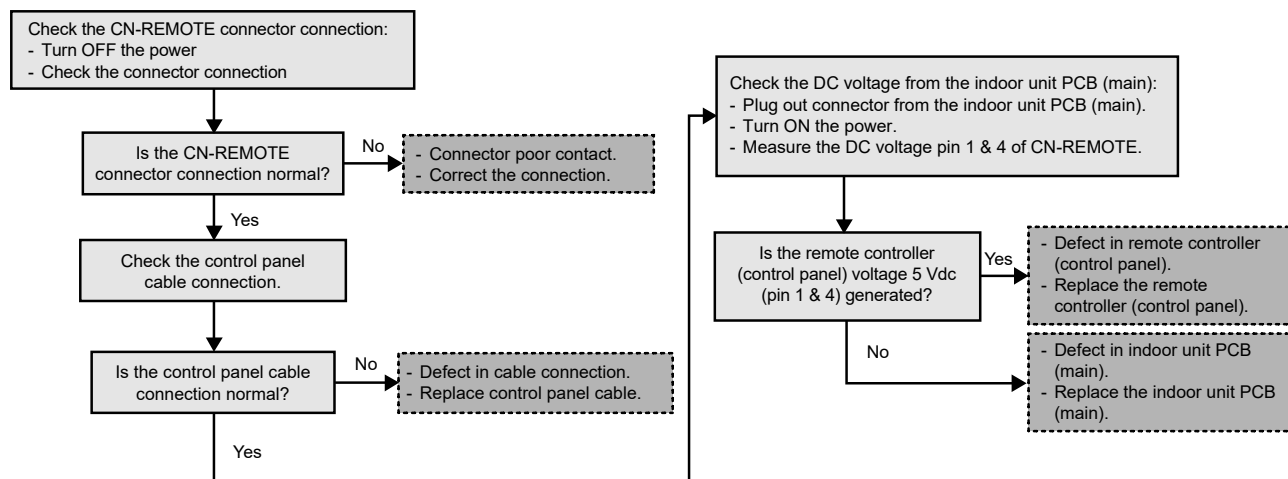 Check the CN-REMOTE connector connection:
- Turn OFF the power
- Check the connector connection
Is the CN-REMOTE
connector connection normal?
No
- Connector poor contact.
- Correct the connection.
Yes
Check the control panel
cable connection.
Is the control panel cable
connection normal?
No
- Defect in cable connection.
- Replace control panel cable.
Yes
Check the DC voltage from the indoor unit PCB (main):
- Plug out connector from the indoor unit PCB (main).
- Turn ON the power.
- Measure the DC voltage pin 1 & 4 of CN-REMOTE.
Is the remote controller
(control panel) voltage 5 Vdc
(pin 1 & 4) generated?
Yes
- Defect in remote controller
(control panel).
- Replace the remote
controller (control panel).
No
- Defect in indoor unit PCB
(main).
- Replace the indoor unit PCB
(main).